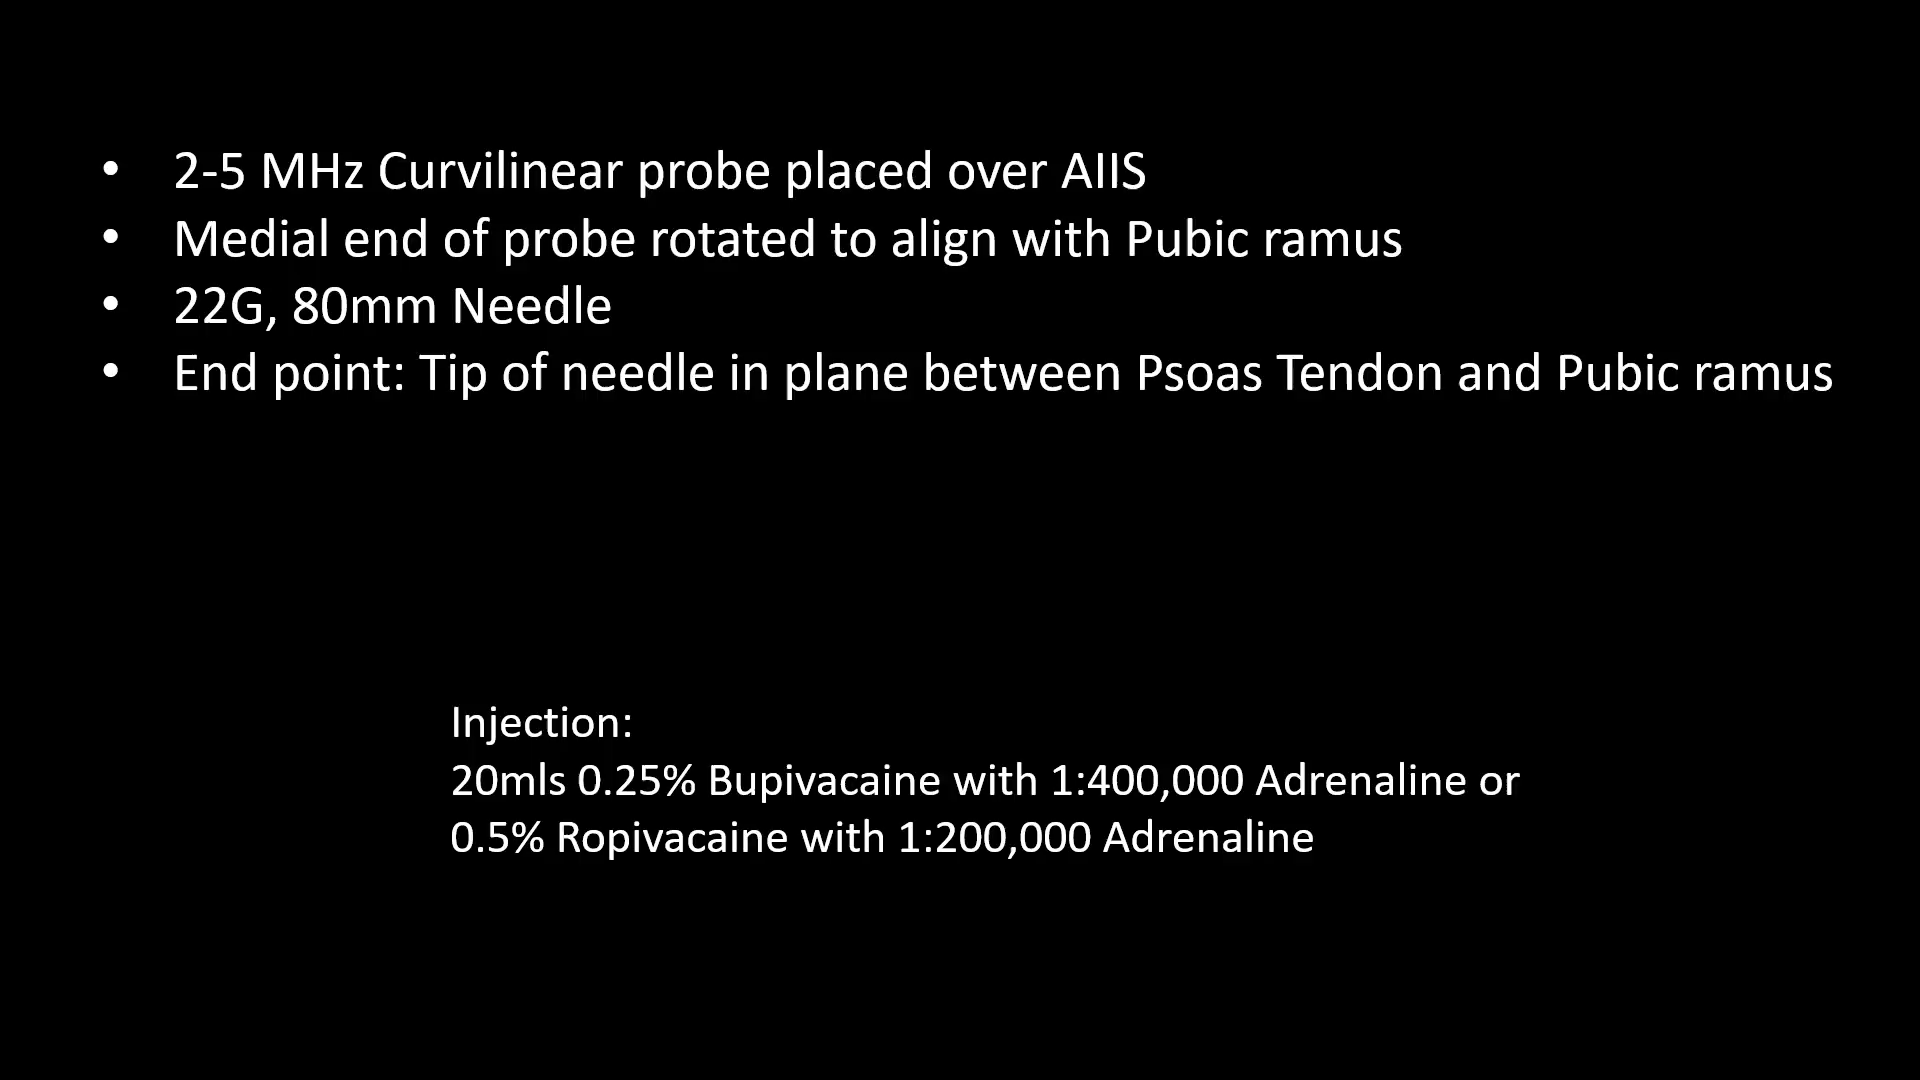 • 2-5 MHz Curvilinear probe placed over AIIS
• Medial end of probe rotated to align with Pubic ramus
• 22G, 80mm Needle
• End point: Tip of needle in plane between Psoas Tendon and Pubic ramus
Injection:
20mls 0.25% Bupivacaine with 1:400,000 Adrenaline or
0.5% Ropivacaine with 1:200,000 Adrenaline